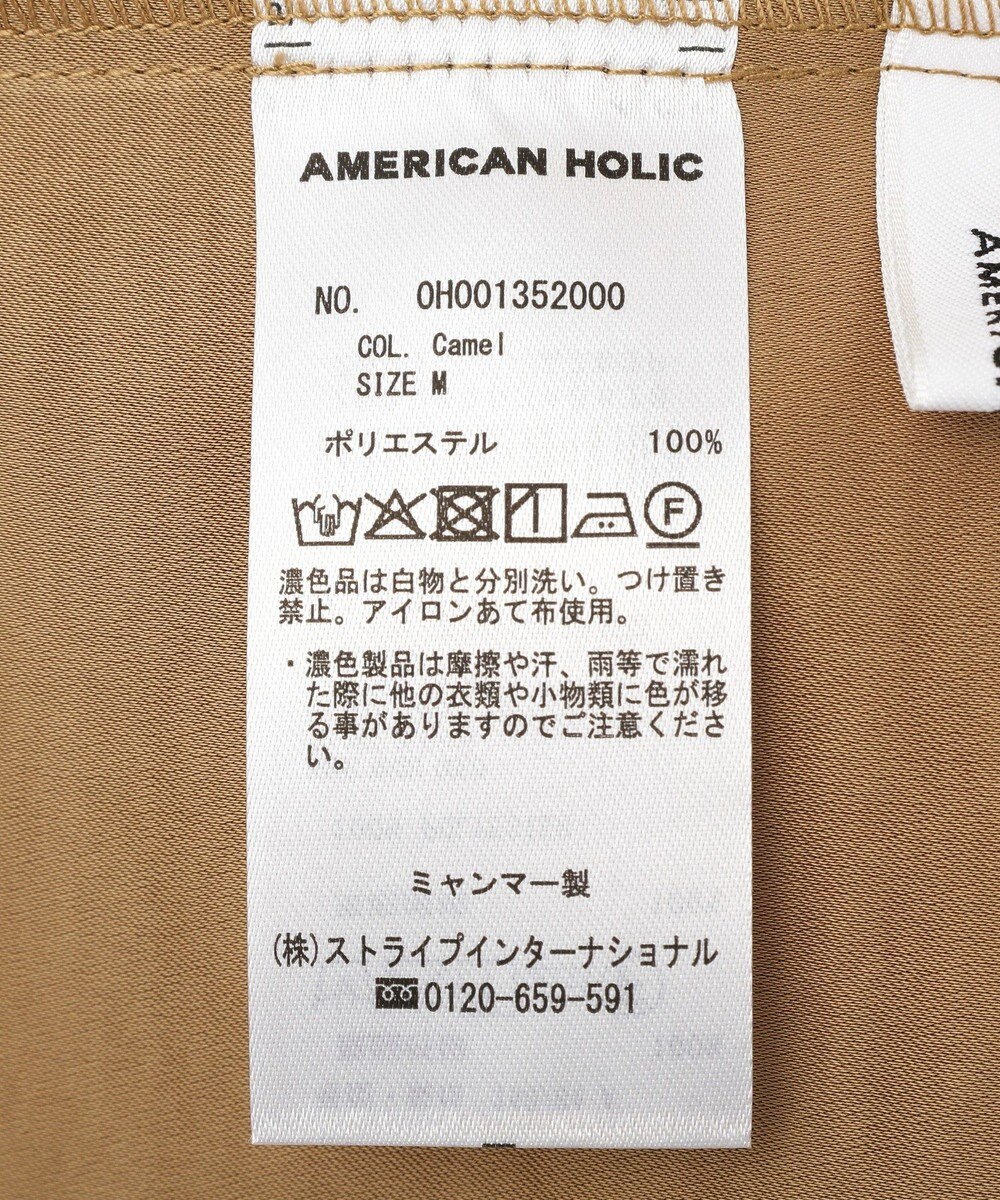 AMERICAN HOLIC
NO. 0H001352000
COL. Camel
SIZE M
ポリエステル 100%
F
濃色品は白物と分別洗い。つけ置き
禁止。アイロンあて布使用。
・濃色製品は摩擦や汗、雨等で濡れ
た際に他の衣類や小物類に色が移
る事がありますのでご注意くださ
い。
ミャンマー製
(株)ストライプインターナショナル
0120-659-591